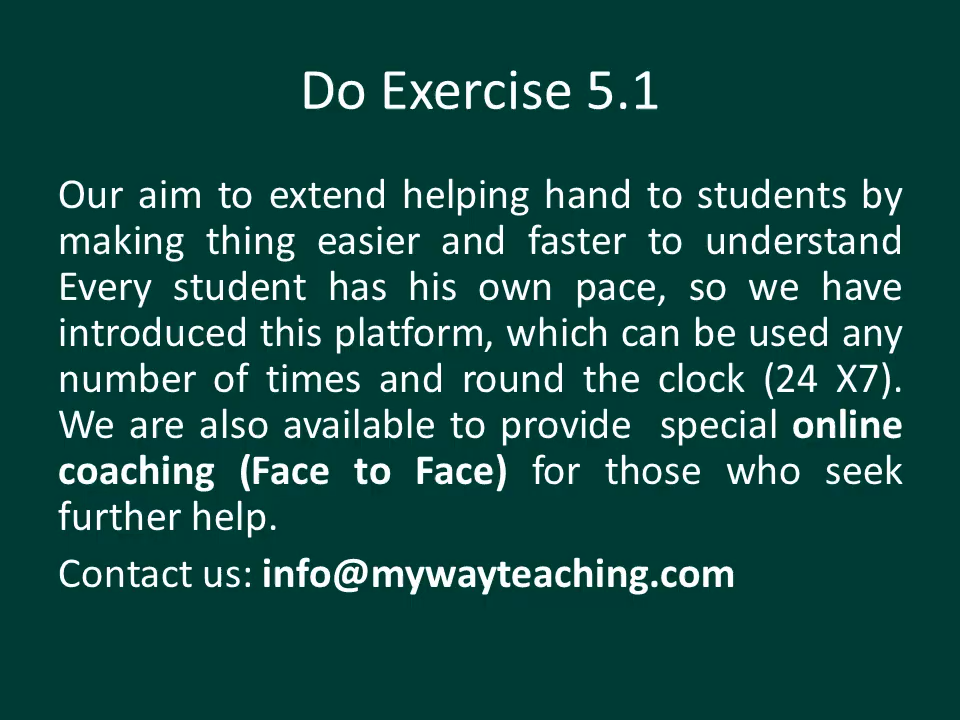 Do Exercise 5.1
Our aim to extend helping hand to students by
making thing easier and faster to understand
Every student has his own pace, so we have
introduced this platform, which can be used any
number of times and round the clock (24 X7).
We are also available to provide  special online
coaching (Face to Face) for those who seek
further help.
Contact us: info@mywayteaching.com